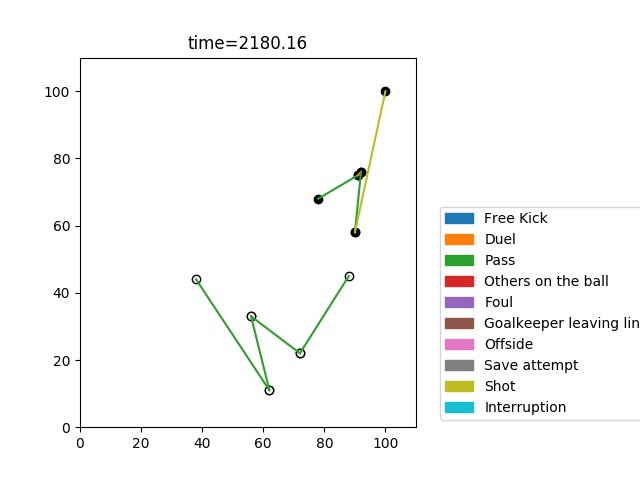 time=2180.16
100
80
60
40
20
0
0 20 40 60 80 100
Free Kick
Duel
Pass
Others on the ball
Foul
Goalkeeper leaving lin
Offside
Save attempt
Shot
Interruption